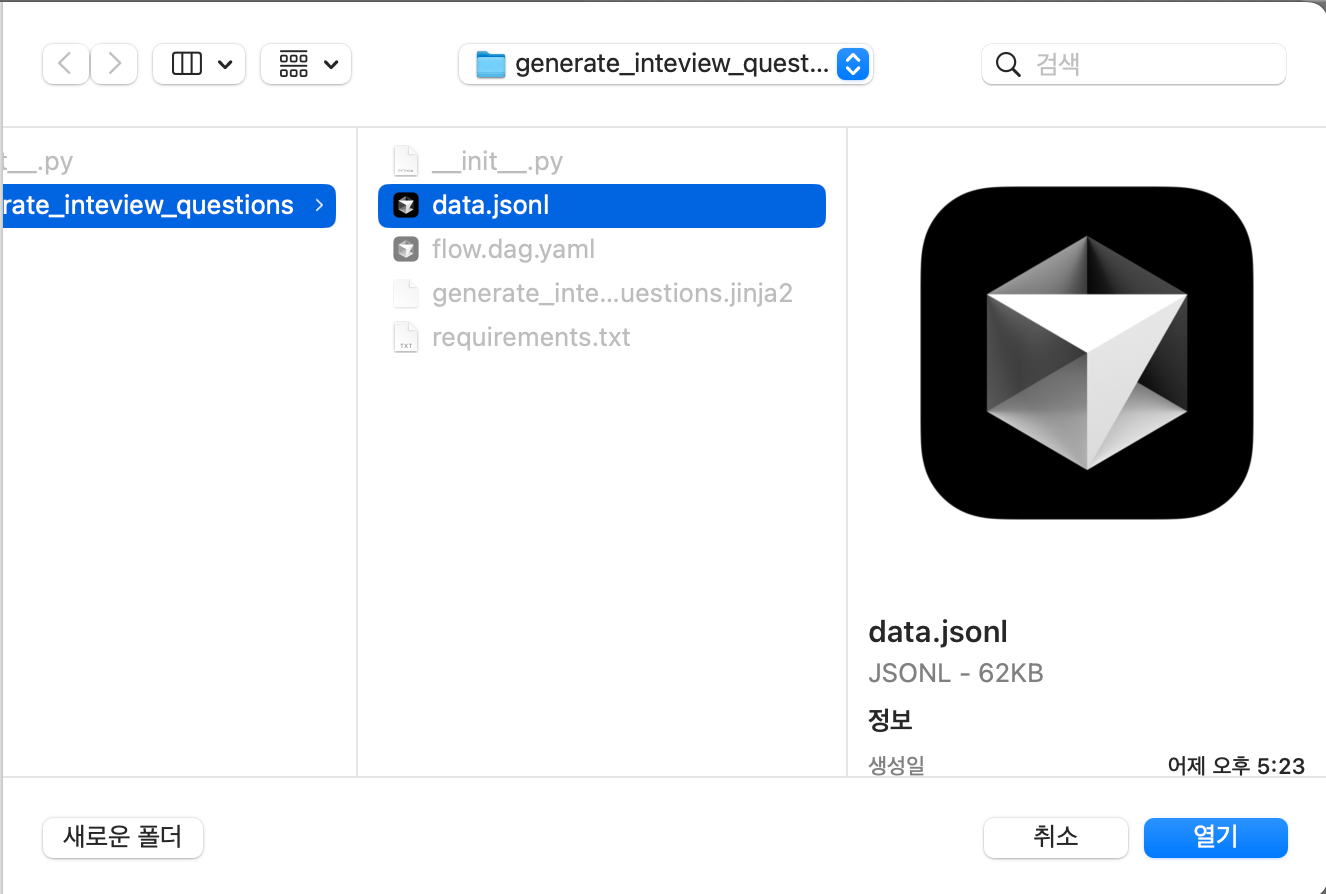 generate_inteview_quest...
검색
t__.py
rate_inteview_questions
__init__.py
data.jsonl
flow.dag.yaml
generate_inte...uestions.jinja2
requirements.txt
TXT
data.jsonl
JSONL - 62KB
정보
생성일
어제 오후 5:23
새로운 폴더
취소
열기